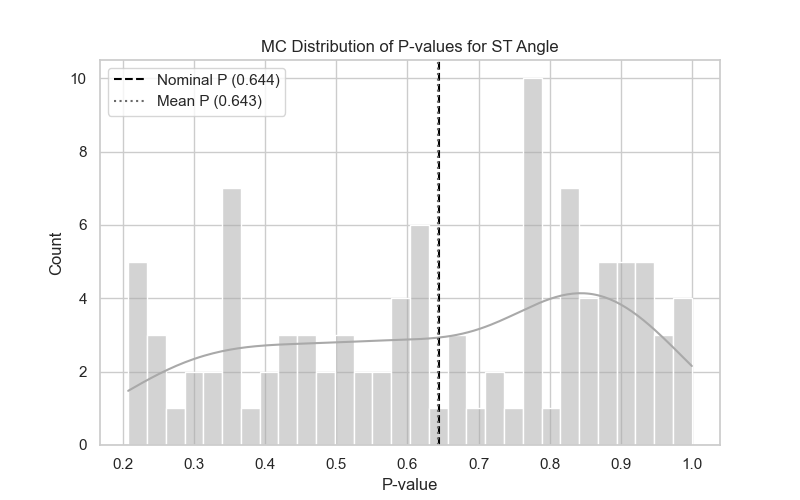 MC Distribution of P-values for ST Angle
Nominal P (0.644)
Mean P (0.643)
Count
10
8
6
4
2
0
0.2 0.3 0.4 0.5 0.6 0.7 0.8 0.9 1.0
P-value